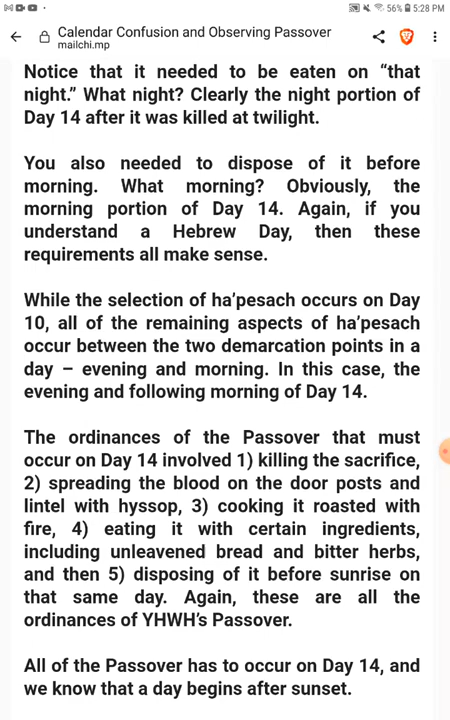 56% 5:28 PM
Calendar Confusion and Observing Passover
mailchi.mp
Notice that it needed to be eaten on “that
night.” What night? Clearly the night portion of
Day 14 after it was killed at twilight.
You also needed to dispose of it before
morning. What morning? Obviously, the
morning portion of Day 14. Again, if you
understand a Hebrew Day, then these
requirements all make sense.
While the selection of ha’pesach occurs on Day
10, all of the remaining aspects of ha’pesach
occur between the two demarcation points in a
day – evening and morning. In this case, the
evening and following morning of Day 14.
The ordinances of the Passover that must
occur on Day 14 involved 1) killing the sacrifice,
2) spreading the blood on the door posts and
lintel with hyssop, 3) cooking it roasted with
fire, 4) eating it with certain ingredients,
including unleavened bread and bitter herbs,
and then 5) disposing of it before sunrise on
that same day. Again, these are all the
ordinances of YHWH’s Passover.
All of the Passover has to occur on Day 14, and
we know that a day begins after sunset.